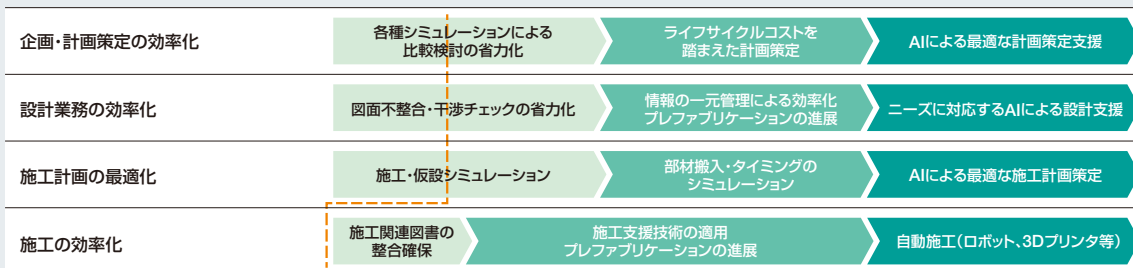 企画・計画策定の効率化
各種シミュレーションによる
比較検討の省力化
ライフサイクルコストを
踏まえた計画策定
AIによる最適な計画策定支援
設計業務の効率化
図面不整合・干渉チェックの省力化
情報の一元管理による効率化
プレファブリケーションの進展
ニーズに対応するAIによる設計支援
施工計画の最適化
施工・仮設シミュレーション
部材搬入・タイミングの
シミュレーション
AIによる最適な施工計画策定
施工の効率化
施工関連図書の
整合確保
施工支援技術の適用
プレファブリケーションの進展
自動施工(ロボット、3Dプリンタ等)